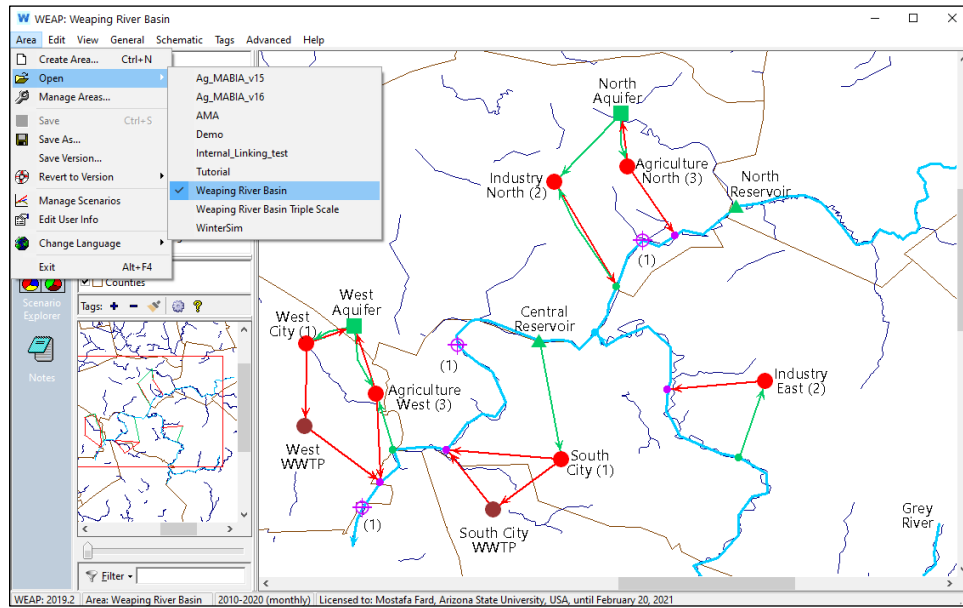 WEAP: Weaping River Basin
Area Edit View General Schematic Tags Advanced Help
Create Area... Ctrl+N
Open
Manage Areas...
Save Ctrl+S
Save As...
Save Version...
Revert to Version
Manage Scenarios
Edit User Info
Change Language
Exit Alt+F4
Ag_MABIA_v15
Ag_MABIA_v16
AMA
Demo
Internal_Linking_test
Tutorial
Weaping River Basin
Weaping River Basin Triple Scale
WinterSim
Counties
Scenario
Explorer
Tags:
Notes
Filter
North
Aquifer
Agriculture
North (3)
Industry
North (2)
North
Reservoir
(1)
West
Aquifer
West
City (1)
Central
Reservoir
(1)
Agriculture
West (3)
Industry
East (2)
West
WWTP
South
City (1)
(1)
South City
WWTP
Grey
River
WEAP: 2019.2 Area: Weaping River Basin 2010-2020 (monthly) Licensed to: Mostafa Fard, Arizona State University, USA, until February 20, 2021